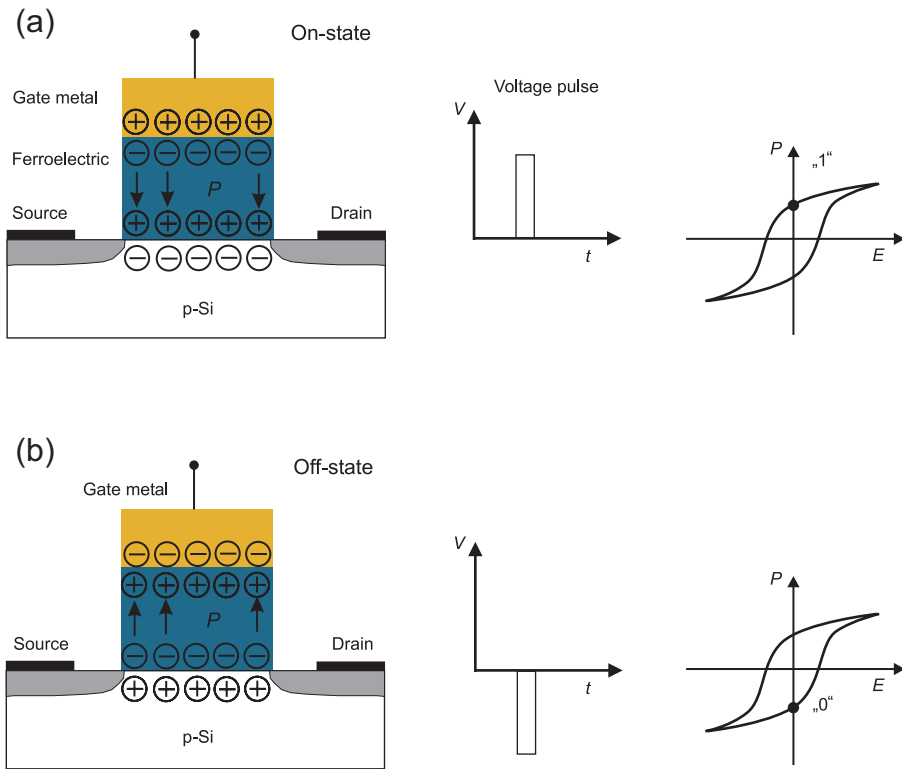 (a)
On-state
Gate metal
Ferroelectric
P
Source
Drain
p-Si
Voltage pulse
V
t
P
„1“
E
(b)
Off-state
Gate metal
P
Source
Drain
p-Si
V
t
P
„0“
E